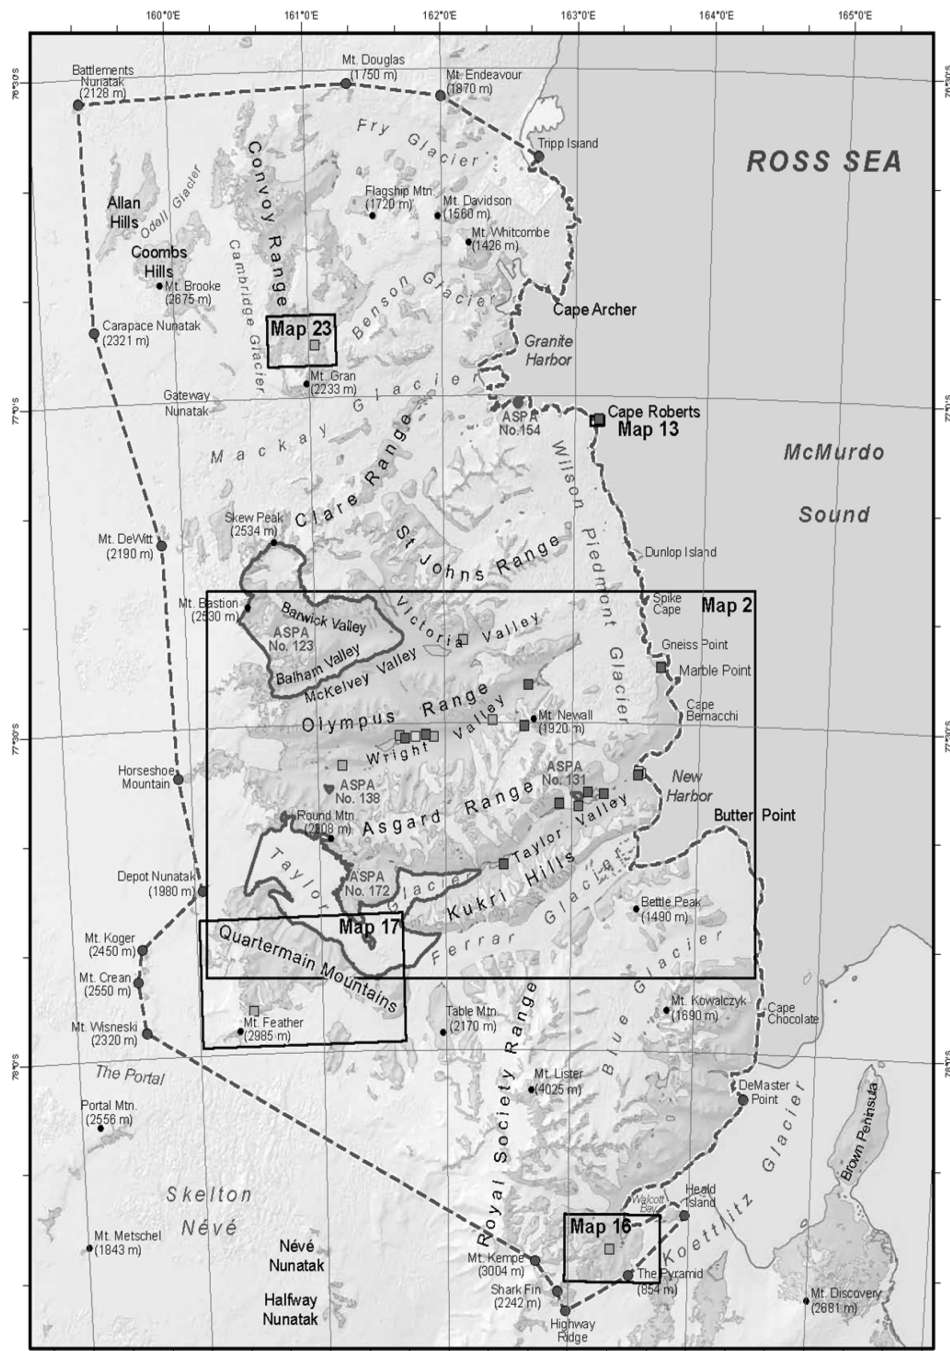 160°0'E
161°0'E
162°0'E
163°0'E
164°0'E
165°0'E
Battlements
Nunatak
(2128 m)
Mt. Douglas
(1750 m)
Mt. Endeavour
(1870 m)
Tripp Island
ROSS SEA
Fry Glacier
Convoy Range
Allan
Hills
Odell Glacier
Flagship Mtn.
(1720 m)
Mt. Davidson
(1560 m)
Mt. Whitcombe
(1426 m)
Coombs
Hills
Mt. Brooke
(2675 m)
Cambridge Glacier
Benson Glacier
Cape Archer
Carapace Nunatak
(2321 m)
Map 23
Granite
Harbor
Mt. Gran
(2233 m)
Gateway
Nunatak
Mackay Glacier
ASPA
No.154
Cape Roberts
Map 13
77°0'S
77°0'S
McMurdo
Sound
Clare Range
Wilson Piedmont Glacier
Skew Peak
(2534 m)
St Johns Range
Mt. DeWitt
(2190 m)
Dunlop Island
Map 2
Spike
Cape
Mt. Bastion
(2530 m)
Barwick Valley
ASPA
No. 123
Balham Valley
McKelvey Valley
Victoria Valley
Gneiss Point
Marble Point
Cape
Bernacchi
Olympus Range
Mt. Newall
(1920 m)
Wright Valley
77°30'S
77°30'S
Horseshoe
Mountain
ASPA
No. 138
ASPA
No. 131
New
Harbor
Asgard Range
Round Mtn.
Taylor Valley
Butter Point
Taylor Glacier
Depot Nunatak
(1980 m)
ASPA
No. 172
Kukri Hills
Ferrar Glacier
Bettle Peak
(1490 m)
Map 17
Quartermain Mountains
Mt. Koger
(2450 m)
Mt. Crean
(2550 m)
Mt. Wisneski
(2320 m)
Mt. Feather
(2985 m)
Table Mtn.
(2170 m)
Blue Glacier
Mt. Kowalczyk
(1690 m)
Cape
Chocolate
78°0'S
78°0'S
The Portal
Royal Society Range
Mt. Lister
(4025 m)
DeMaster
Point
Portal Mtn.
(2556 m)
Brown Peninsula
Skelton
Névé
Walcott
Bay
Heald
Island
Koettlitz Glacier
Map 16
Mt. Metschel
(1843 m)
Névé
Nunatak
Mt. Kempe
(3004 m)
The Pyramid
(854 m)
Shark Fin
(2242 m)
Halfway
Nunatak
Highway
Ridge
Mt. Discovery
(2681 m)